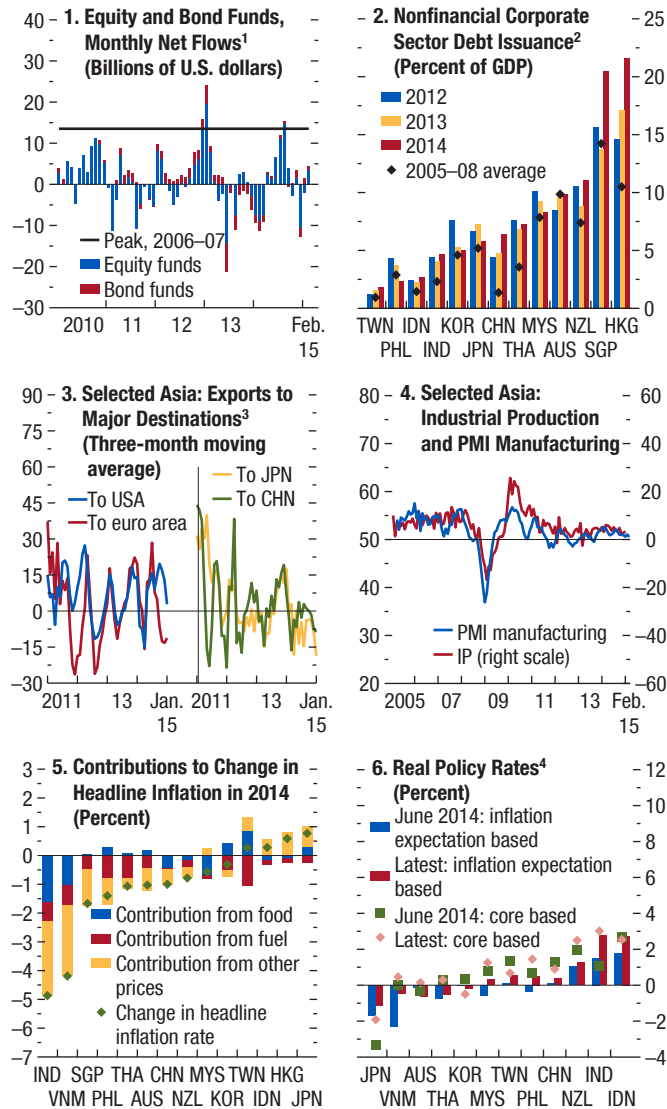 1. Equity and Bond Funds,
Monthly Net Flows1
(Billions of U.S. dollars)
40
30
20
10
0
–10
–20
–30
Peak, 2006–07
Equity funds
Bond funds
2010 11 12 13 Feb.
15
2. Nonfinancial Corporate
Sector Debt Issuance2
(Percent of GDP)
25
20
15
10
5
0
2012
2013
2014
2005–08 average
TWN IDN KOR CHN MYS NZL HKG
PHL IND JPN THA AUS SGP
3. Selected Asia: Exports to
Major Destinations3
(Three-month moving
average)
90
75
60
45
30
15
0
–15
–30
To USA
To euro area
To JPN
To CHN
2011 13 Jan.
15
2011 13 Jan.
15
4. Selected Asia:
Industrial Production
and PMI Manufacturing
80
70
60
50
40
30
20
80
60
40
20
0
–20
–40
–60
PMI manufacturing
IP (right scale)
2005 07 09 11 13 Feb.
15
5. Contributions to Change in
Headline Inflation in 2014
(Percent)
3
2
1
0
–1
–2
–3
–4
–5
–6
–7
Contribution from food
Contribution from fuel
Contribution from other
prices
Change in headline
inflation rate
IND SGP THA CHN MYS TWN HKG
VNM PHL AUS NZL KOR IDN JPN
6. Real Policy Rates4
(Percent)
12
10
8
6
4
2
0
–2
–4
June 2014: inflation
expectation based
Latest: inflation expectation
based
June 2014: core based
Latest: core based
JPN AUS KOR TWN CHN IND
VNM THA MYS PHL NZL IDN